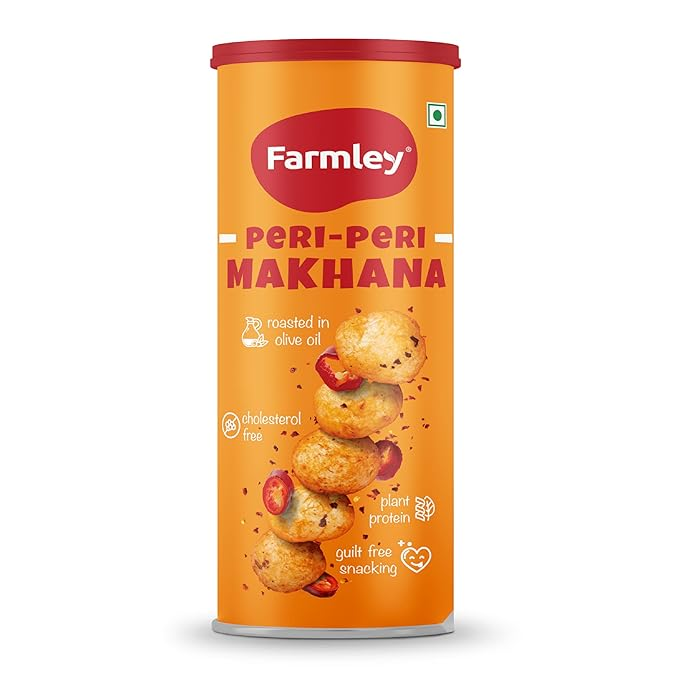 Farmley®
PERI-PERI
MAKHANA
roasted in
olive oil
cholesterol
free
plant
protein
guilt free
snacking